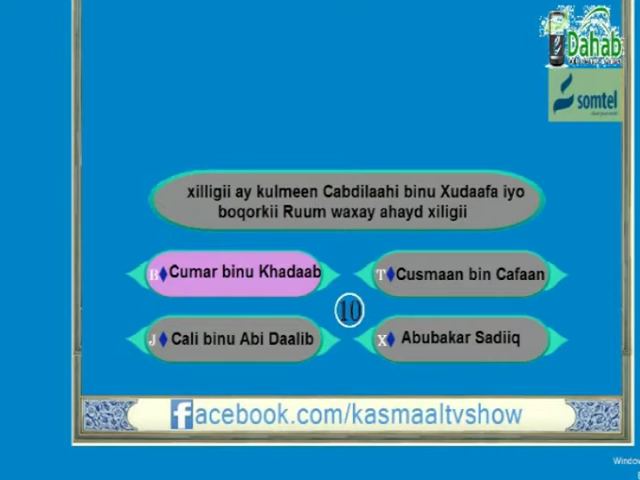 Dahab
somtel
xilligii ay kulmeen Cabdilaahi binu Xudaafa iyo
boqorkii Ruum waxay ahayd xiligii
B Cumar binu Khadaab
T Cusmaan bin Cafaan
10
J Cali binu Abi Daalib
X Abubakar Sadiiq
facebook.com/kasmaaltvshow
Window